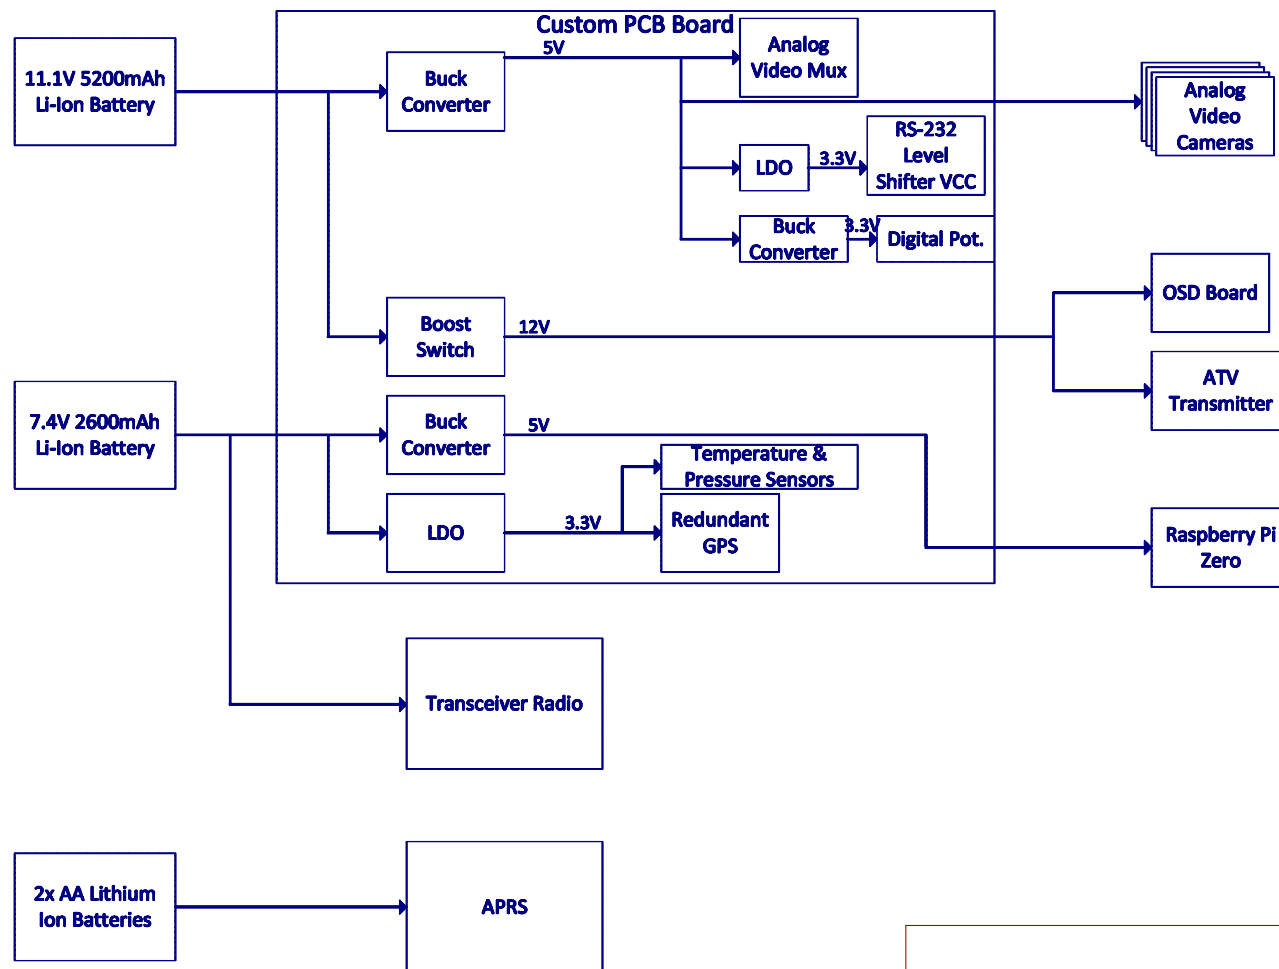 Custom PCB Board
11.1V 5200mAh
Li-Ion Battery
Buck
Converter
5V
Analog
Video Mux
Analog
Video
Cameras
LDO
3.3V
RS-232
Level
Shifter VCC
Buck
Converter
3.3V
Digital Pot.
Boost
Switch
12V
OSD Board
ATV
Transmitter
7.4V 2600mAh
Li-Ion Battery
Buck
Converter
5V
Temperature &
Pressure Sensors
LDO
3.3V
Redundant
GPS
Raspberry Pi
Zero
Transceiver Radio
2x AA Lithium
Ion Batteries
APRS